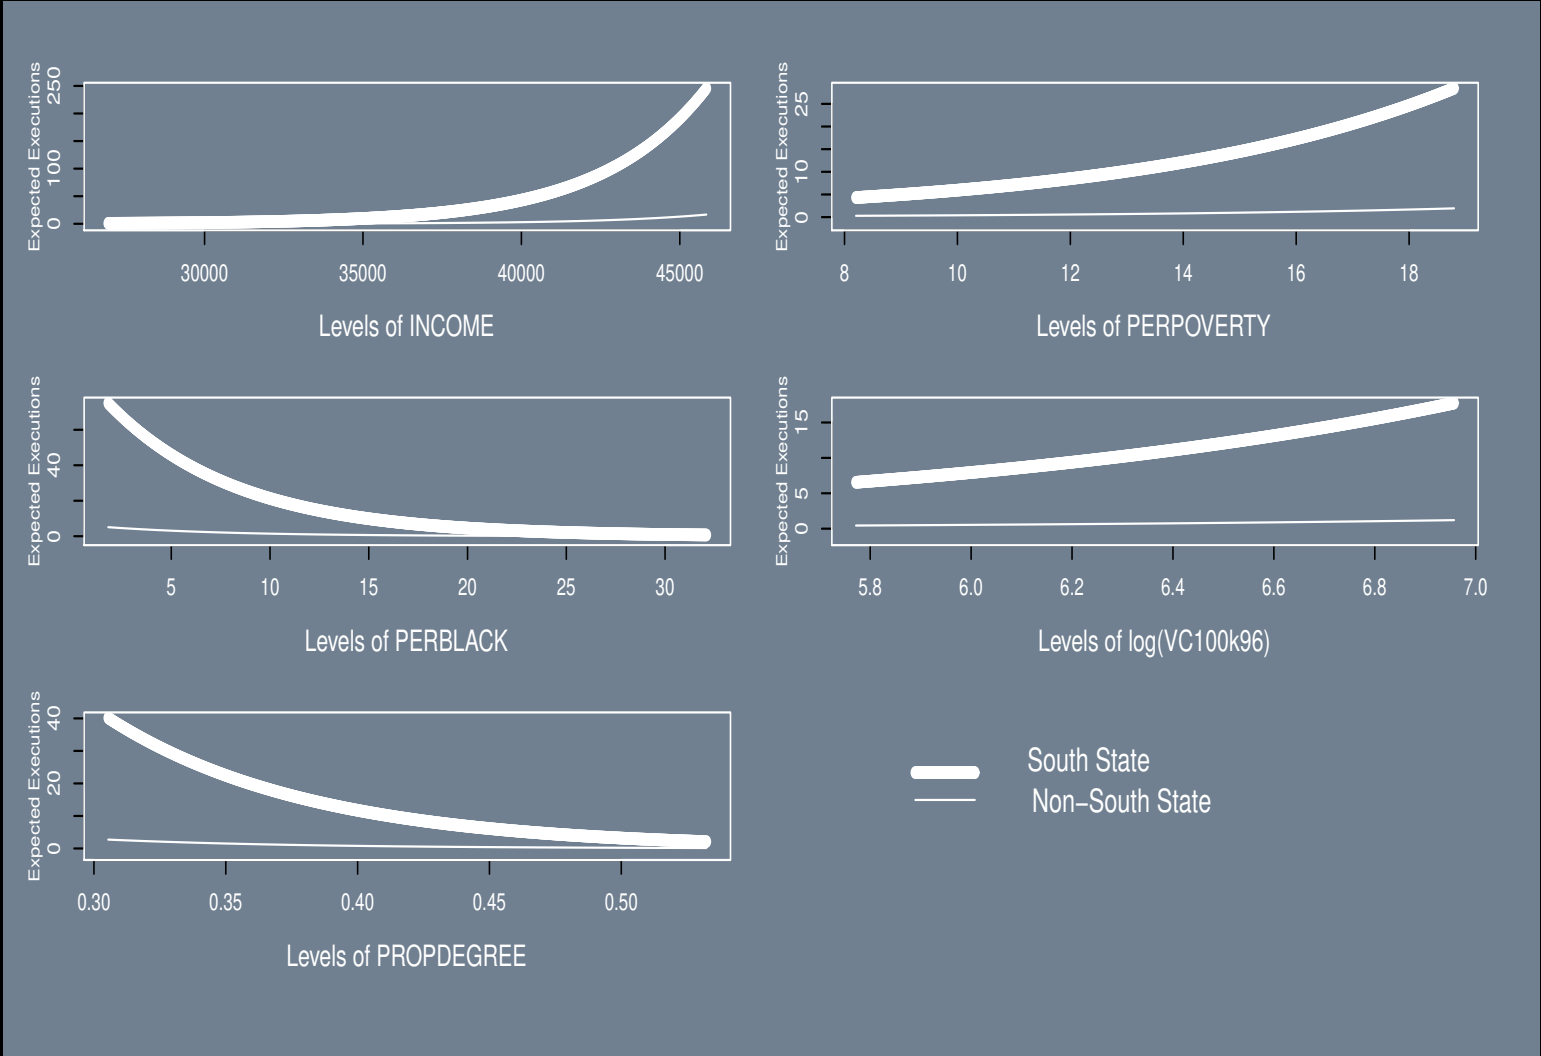 Expected Executions
0 100 250
30000 35000 40000 45000
Levels of INCOME
Expected Executions
0 10 25
8 10 12 14 16 18
Levels of PERPOVERTY
Expected Executions
0 40
5 10 15 20 25 30
Levels of PERBLACK
Expected Executions
0 5 15
5.8 6.0 6.2 6.4 6.6 6.8 7.0
Levels of log(VC100k96)
Expected Executions
0 20 40
0.30 0.35 0.40 0.45 0.50
Levels of PROPDEGREE
South State
Non−South State